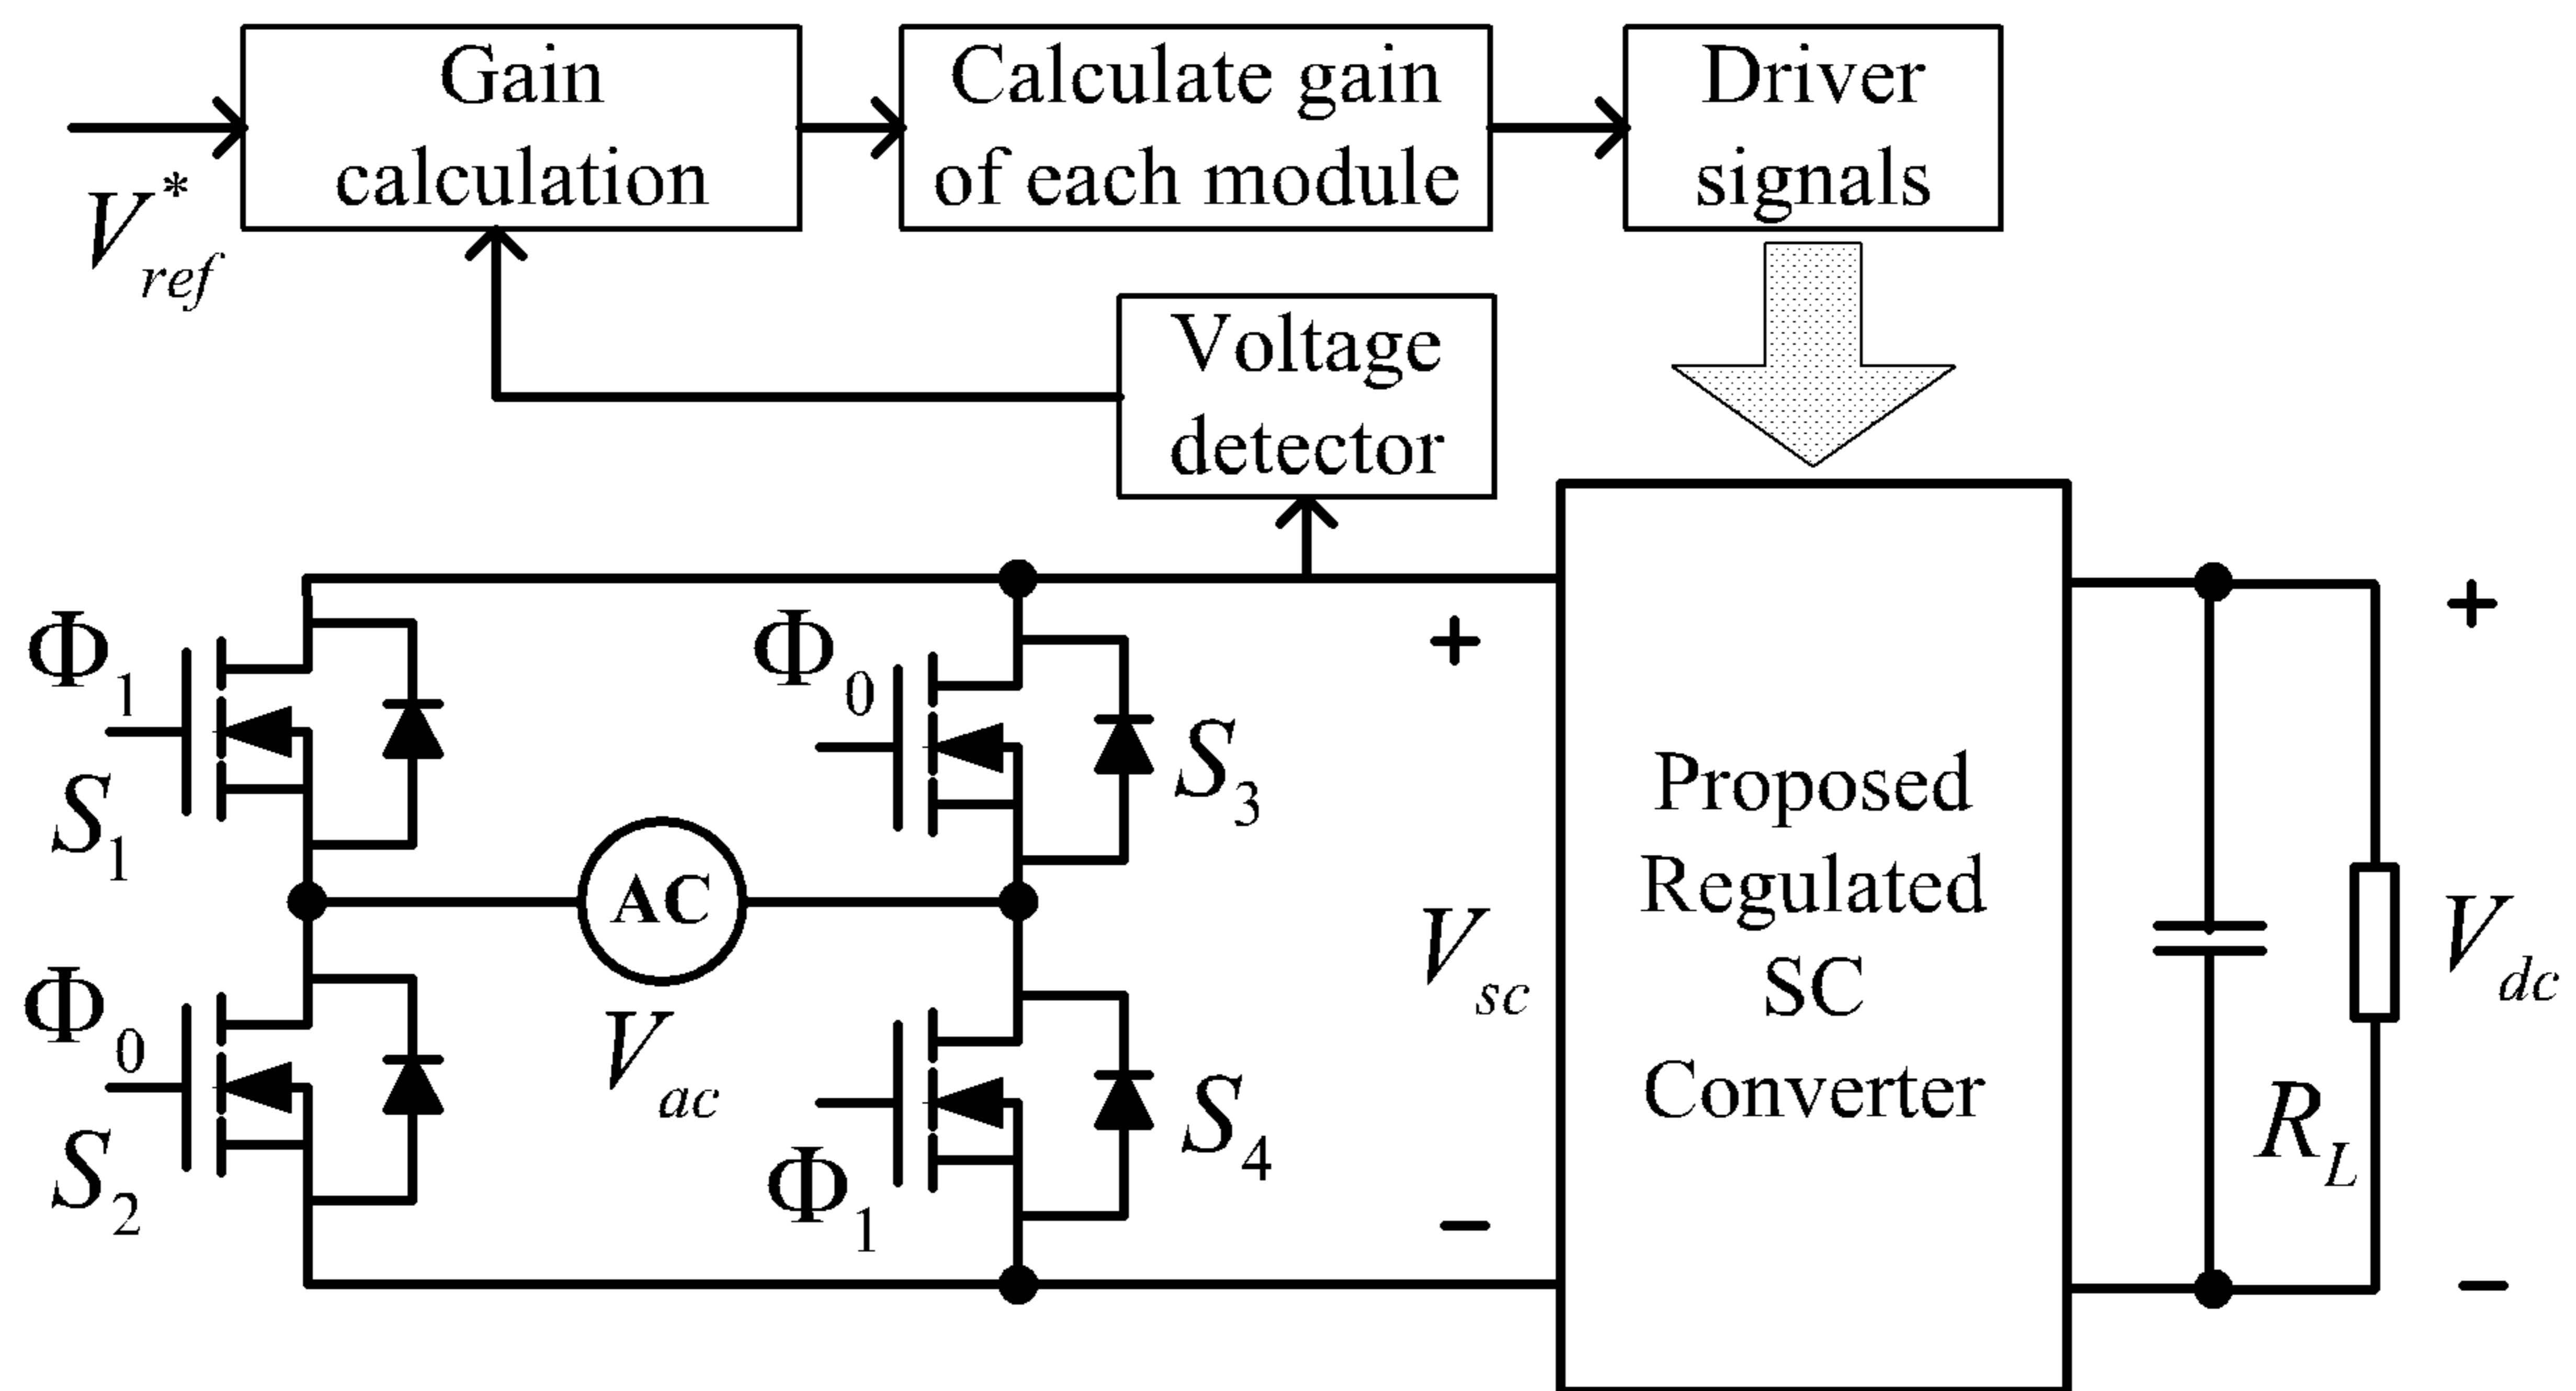 Gain
calculation
Calculate gain
of each module
Driver
signals
V*ref
Voltage
detector
Φ1
S1
Φ0
S3
AC
Vac
Φ0
S2
Φ1
S4
+
Vsc
−
Proposed
Regulated
SC
Converter
+
Vdc
RL
−